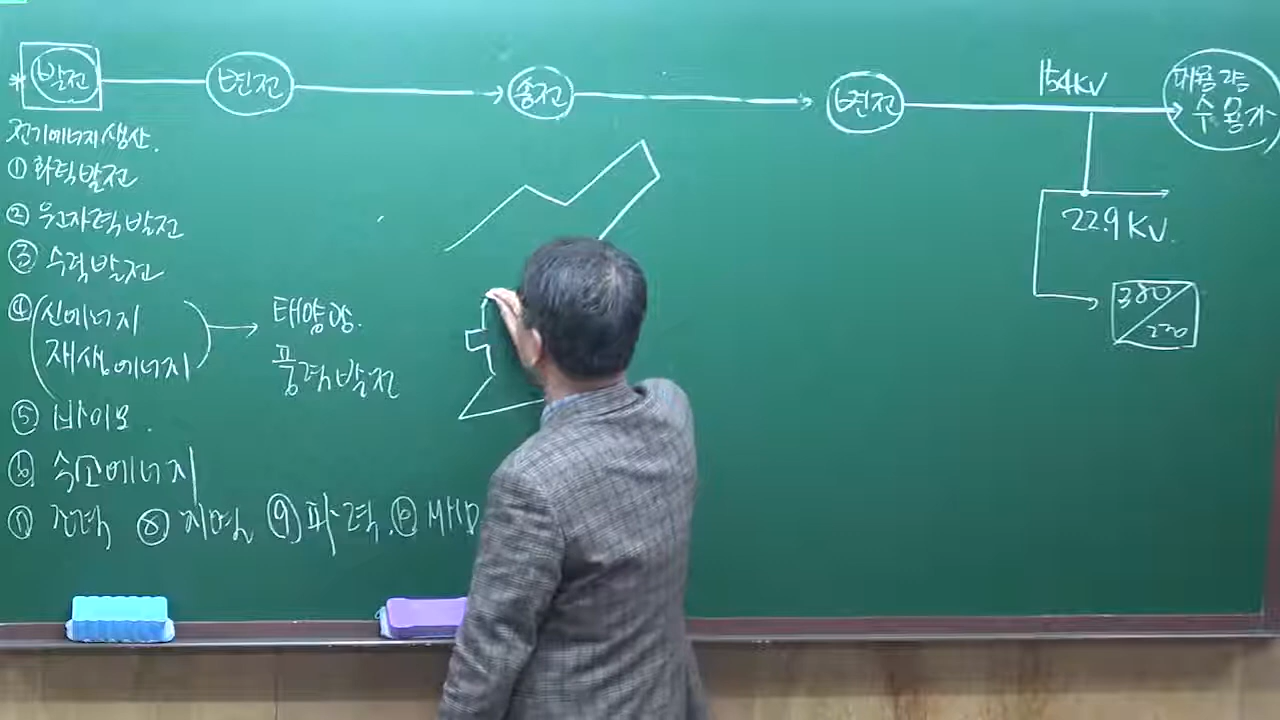 * 발전 변전 송전 변전 154KV 대용량
수용가
전기에너지생산.
① 화력발전
② 원자력발전
③ 수력발전
22.9KV.
④ 신에너지 태양광.
재생에너지 풍력발전
380/220
⑤ 바이오.
⑥ 수소에너지
⑦ 조력 ⑧ 지열 ⑨ 파력. ⑩ MHD